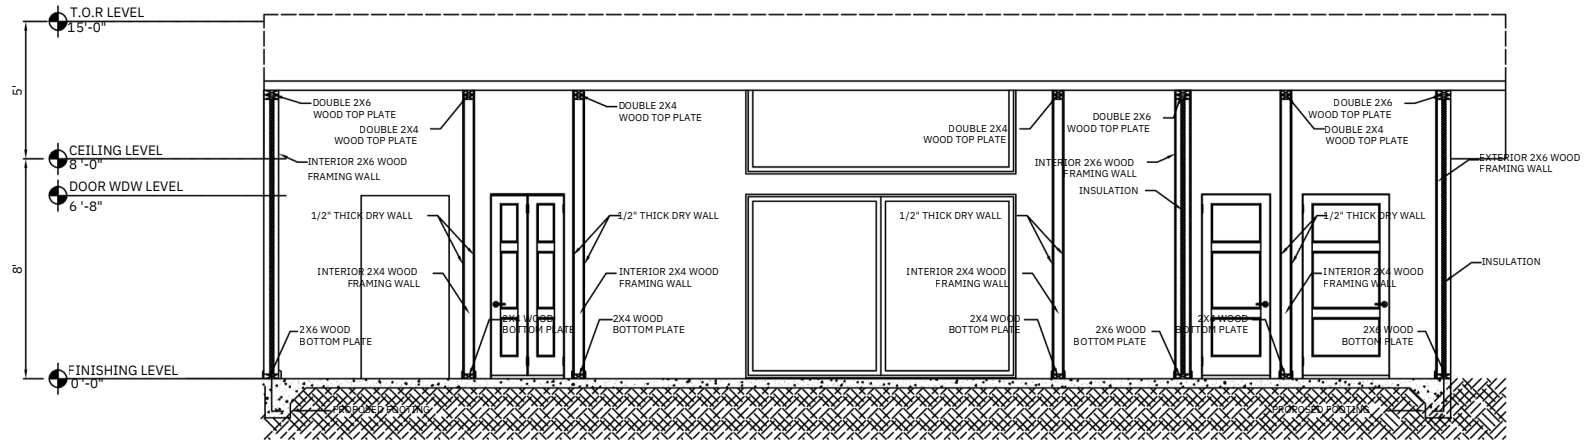 T.O.R LEVEL
15'-0"
5'
CEILING LEVEL
8 '-0"
DOOR WDW LEVEL
6 '-8"
8'
FINISHING LEVEL
0 '-0"
DOUBLE 2X6
WOOD TOP PLATE
DOUBLE 2X4
WOOD TOP PLATE
INTERIOR 2X6 WOOD
FRAMING WALL
1/2" THICK DRY WALL
INTERIOR 2X4 WOOD
FRAMING WALL
2X6 WOOD
BOTTOM PLATE
2X4 WOOD
BOTTOM PLATE
PROPOSED FOOTING
DOUBLE 2X4
WOOD TOP PLATE
1/2" THICK DRY WALL
INTERIOR 2X4 WOOD
FRAMING WALL
2X4 WOOD
BOTTOM PLATE
DOUBLE 2X4
WOOD TOP PLATE
1/2" THICK DRY WALL
INTERIOR 2X4 WOOD
FRAMING WALL
2X4 WOOD
BOTTOM PLATE
DOUBLE 2X6
WOOD TOP PLATE
INTERIOR 2X6 WOOD
FRAMING WALL
INSULATION
2X6 WOOD
BOTTOM PLATE
2X4 WOOD
BOTTOM PLATE
DOUBLE 2X6
WOOD TOP PLATE
DOUBLE 2X4
WOOD TOP PLATE
1/2" THICK DRY WALL
INTERIOR 2X4 WOOD
FRAMING WALL
2X6 WOOD
BOTTOM PLATE
PROPOSED FOOTING
EXTERIOR 2X6 WOOD
FRAMING WALL
INSULATION